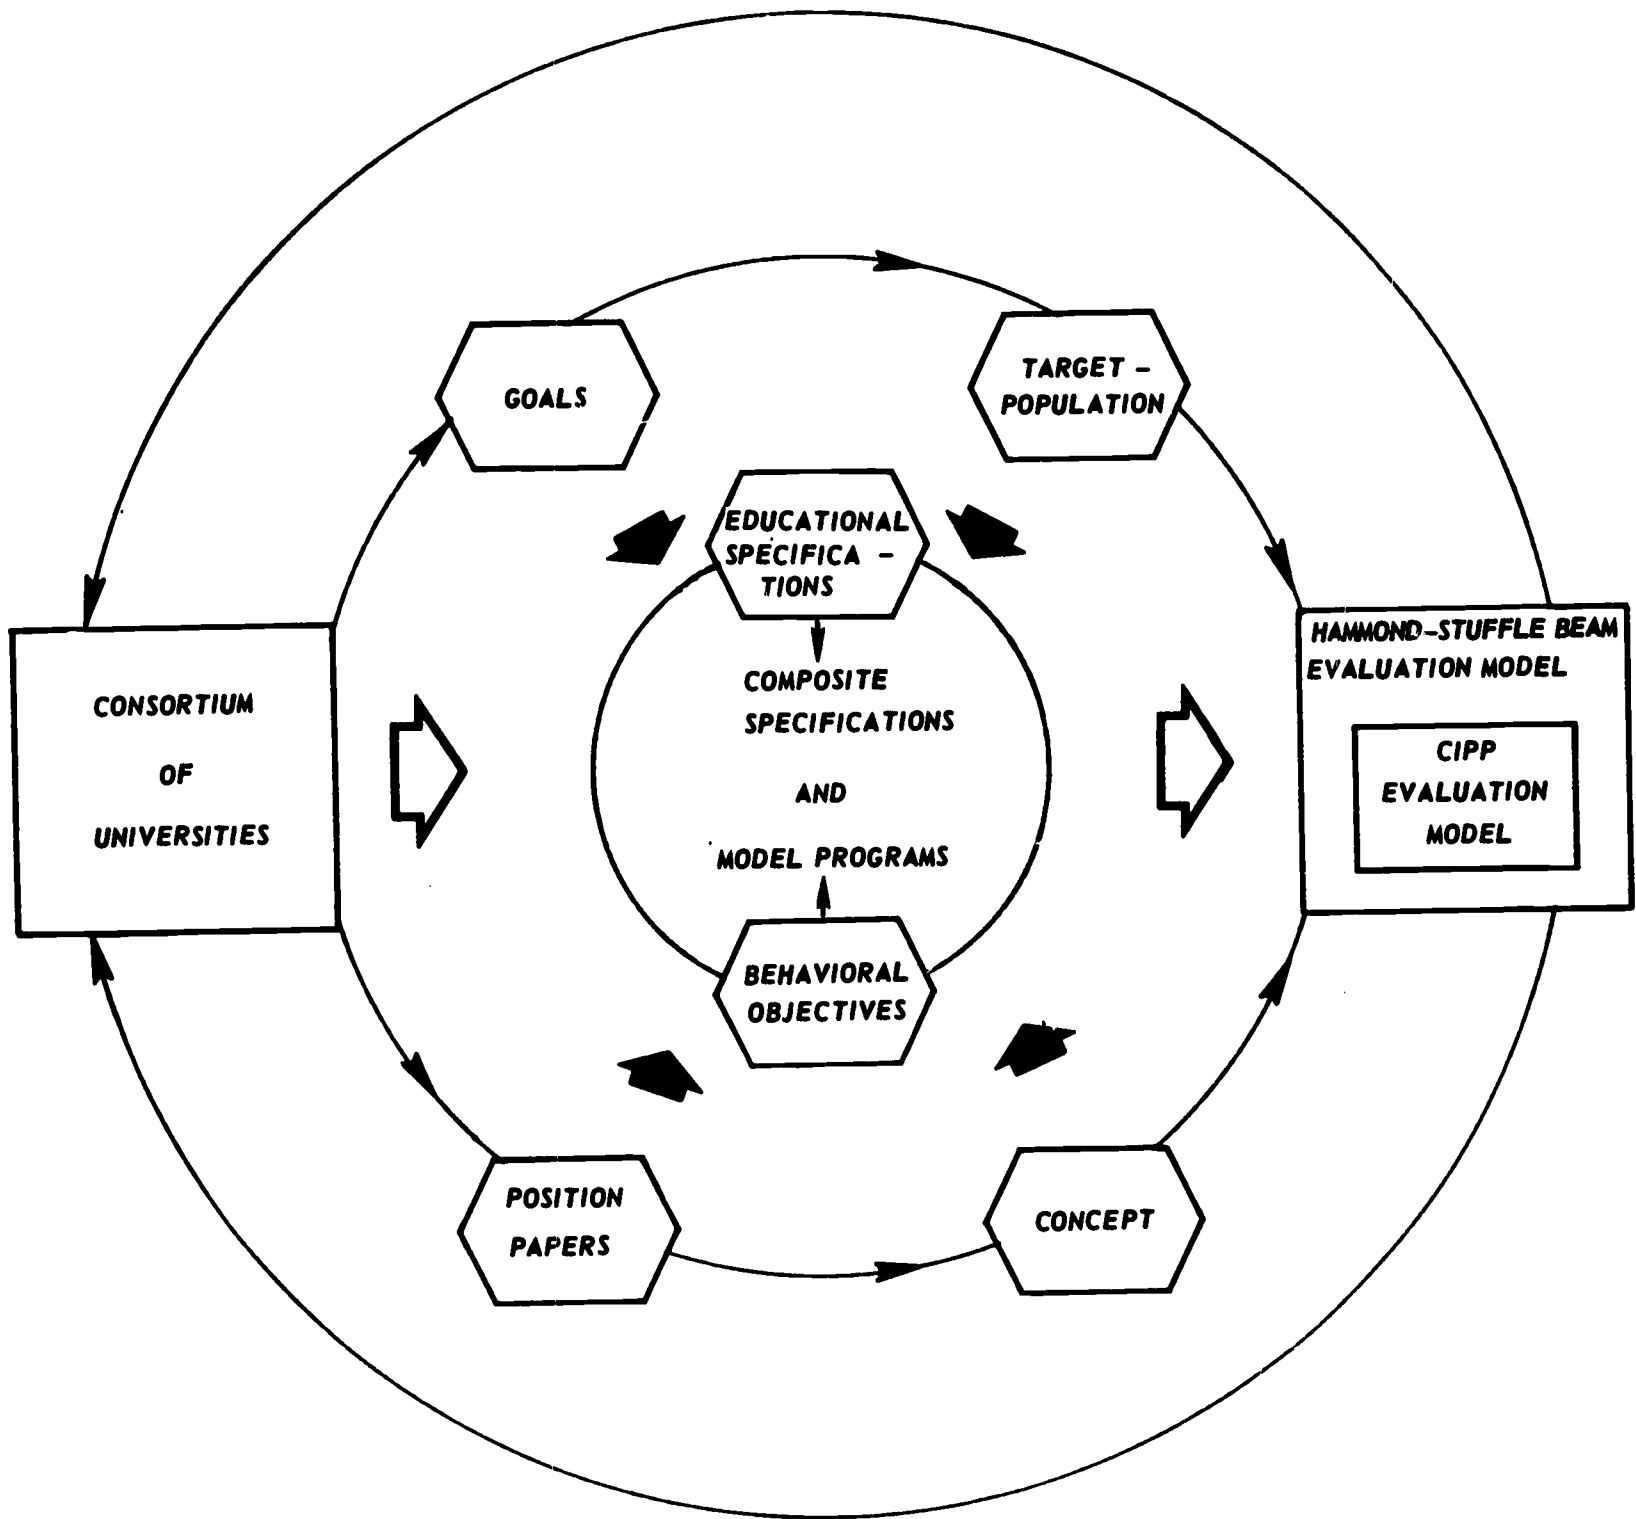 GOALS
TARGET –
POPULATION
EDUCATIONAL
SPECIFICA –
TIONS
CONSORTIUM
OF
UNIVERSITIES
COMPOSITE
SPECIFICATIONS
AND
MODEL PROGRAMS
HAMMOND–STUFFLE BEAM
EVALUATION MODEL
CIPP
EVALUATION
MODEL
BEHAVIORAL
OBJECTIVES
POSITION
PAPERS
CONCEPT